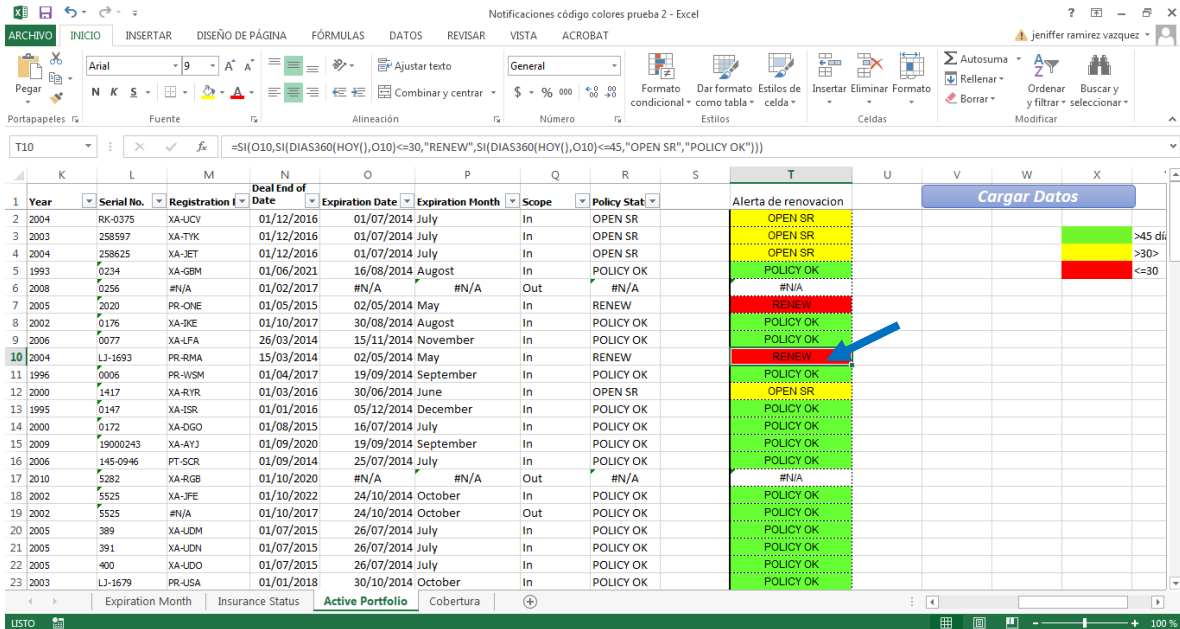 Notificaciones código colores prueba 2 - Excel
ARCHIVO INICIO INSERTAR DISEÑO DE PÁGINA FÓRMULAS DATOS REVISAR VISTA ACROBAT jeniffer ramirez vazquez
Pegar Arial 9 Ajustar texto General Formato condicional Dar formato como tabla Estilos de celda Insertar Eliminar Formato Autosuma Ordenar y filtrar Buscar y seleccionar
N K S Combinar y centrar $ % 000 Rellenar
Borrar
Portapapeles Fuente Alineación Número Estilos Celdas Modificar
T10 fx =SI(O10,SI(DIAS360(HOY(),O10)<=30,"RENEW",SI(DIAS360(HOY(),O10)<=45,"OPEN SR","POLICY OK")))
K L M N O P Q R S T U V W X
1 Year Serial No. Registration Deal End of Date Expiration Date Expiration Month Scope Policy Stat Alerta de renovacion Cargar Datos
2 2004 RK-0375 XA-UCV 01/12/2016 01/07/2014 July In OPEN SR OPEN SR
3 2003 258597 XA-TYK 01/12/2016 01/07/2014 July In OPEN SR OPEN SR >45 día
4 2004 258625 XA-JET 01/12/2016 01/07/2014 July In OPEN SR OPEN SR >30>
5 1993 0234 XA-GBM 01/06/2021 16/08/2014 Augost In POLICY OK POLICY OK <=30
6 2008 0256 #N/A 01/02/2017 #N/A #N/A Out #N/A #N/A
7 2005 2020 PR-ONE 01/05/2015 02/05/2014 May In RENEW RENEW
8 2002 0176 XA-IKE 01/10/2017 30/08/2014 Augost In POLICY OK POLICY OK
9 2006 0077 XA-LFA 26/03/2014 15/11/2014 November In POLICY OK POLICY OK
10 2004 LJ-1693 PR-RMA 15/03/2014 02/05/2014 May In RENEW RENEW
11 1996 0006 PR-WSM 01/04/2017 19/09/2014 September In POLICY OK POLICY OK
12 2000 1417 XA-RYR 01/03/2016 30/06/2014 June In OPEN SR OPEN SR
13 1995 0147 XA-ISR 01/01/2016 05/12/2014 December In POLICY OK POLICY OK
14 2000 0172 XA-DGO 01/08/2015 16/07/2014 July In POLICY OK POLICY OK
15 2009 19000243 XA-AYJ 01/09/2020 19/09/2014 September In POLICY OK POLICY OK
16 2006 145-0946 PT-SCR 01/09/2014 25/07/2014 July In POLICY OK POLICY OK
17 2010 5282 XA-RGB 01/10/2020 #N/A #N/A Out #N/A #N/A
18 2002 5525 XA-JFE 01/10/2022 24/10/2014 October In POLICY OK POLICY OK
19 2002 5525 #N/A 01/10/2017 24/10/2014 October Out POLICY OK POLICY OK
20 2005 389 XA-UDM 01/07/2015 26/07/2014 July In POLICY OK POLICY OK
21 2005 391 XA-UDN 01/07/2015 26/07/2014 July In POLICY OK POLICY OK
22 2005 400 XA-UDO 01/07/2015 26/07/2014 July In POLICY OK POLICY OK
23 2003 LJ-1679 PR-USA 01/01/2018 30/10/2014 October In POLICY OK POLICY OK
Expiration Month Insurance Status Active Portfolio Cobertura
LISTO 100 %